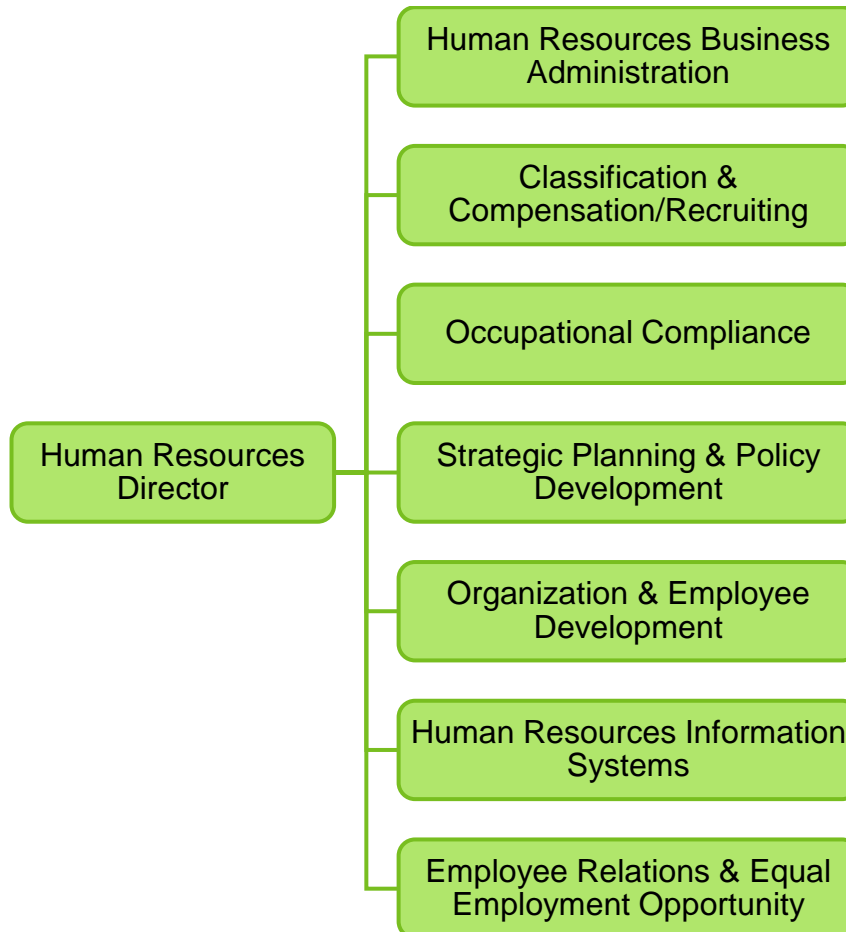 Human Resources Business
Administration
Classification &
Compensation/Recruiting
Occupational Compliance
Human Resources
Director
Strategic Planning & Policy
Development
Organization & Employee
Development
Human Resources Information
Systems
Employee Relations & Equal
Employment Opportunity